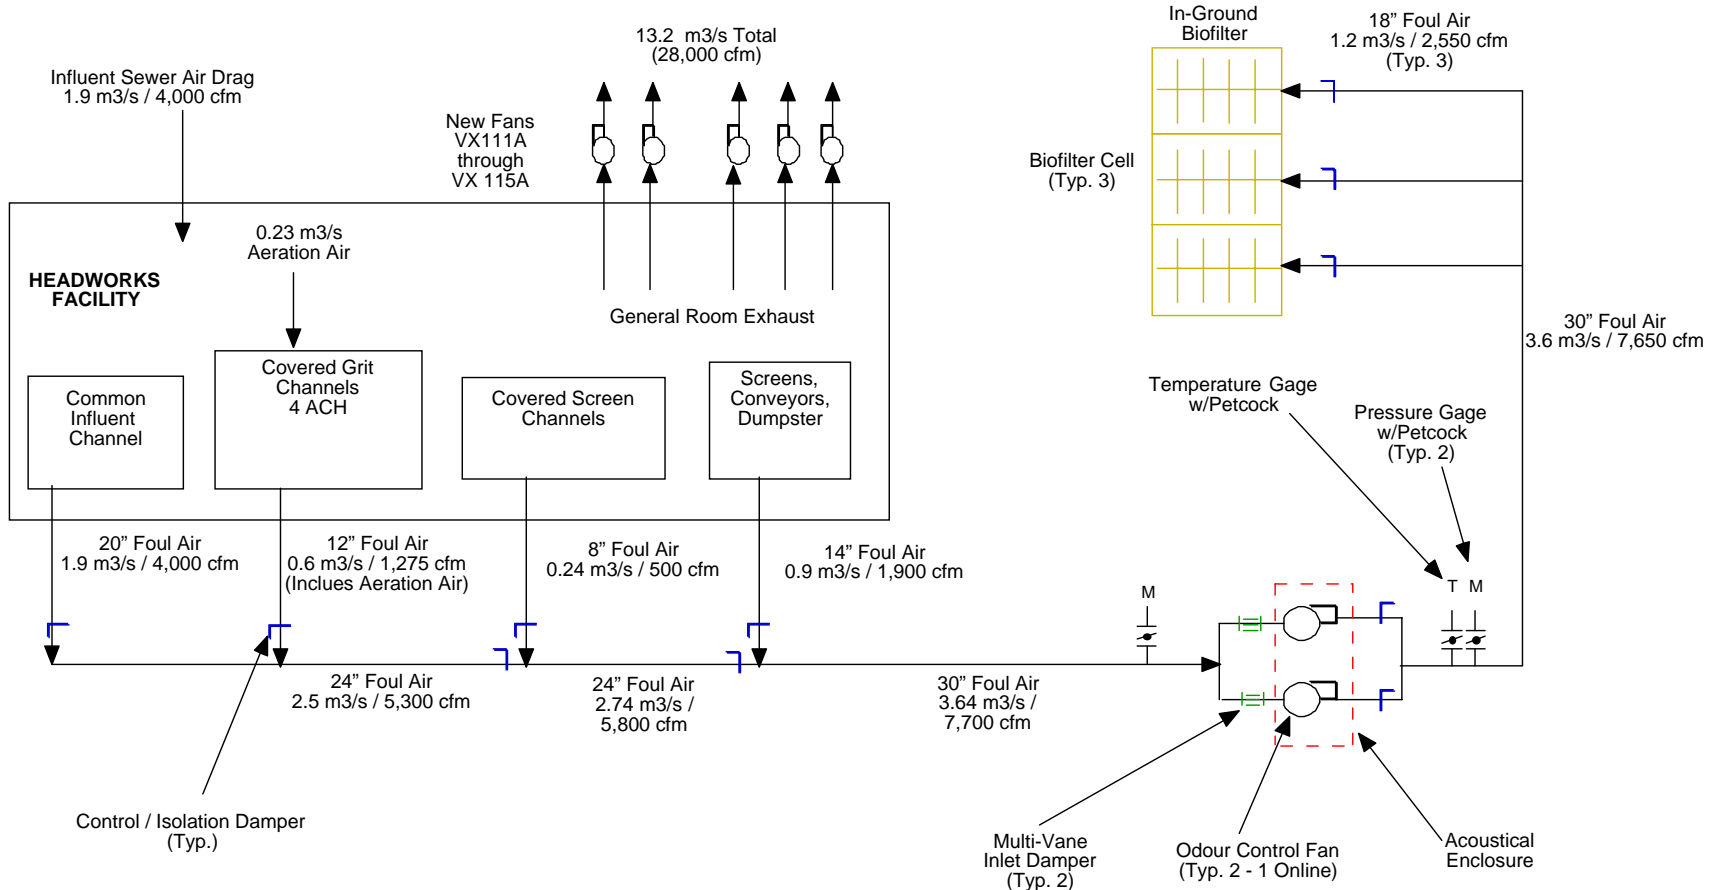 13.2 m3/s Total
(28,000 cfm)
In-Ground
Biofilter
18” Foul Air
1.2 m3/s / 2,550 cfm
(Typ. 3)
Influent Sewer Air Drag
1.9 m3/s / 4,000 cfm
New Fans
VX111A
through
VX 115A
Biofilter Cell
(Typ. 3)
0.23 m3/s
Aeration Air
HEADWORKS
FACILITY
General Room Exhaust
30” Foul Air
3.6 m3/s / 7,650 cfm
Common
Influent
Channel
Covered Grit
Channels
4 ACH
Covered Screen
Channels
Screens,
Conveyors,
Dumpster
Temperature Gage
w/Petcock
Pressure Gage
w/Petcock
(Typ. 2)
20” Foul Air
1.9 m3/s / 4,000 cfm
12” Foul Air
0.6 m3/s / 1,275 cfm
(Inclues Aeration Air)
8” Foul Air
0.24 m3/s / 500 cfm
14” Foul Air
0.9 m3/s / 1,900 cfm
M
T M
24” Foul Air
2.5 m3/s / 5,300 cfm
24” Foul Air
2.74 m3/s /
5,800 cfm
30” Foul Air
3.64 m3/s /
7,700 cfm
Control / Isolation Damper
(Typ.)
Multi-Vane
Inlet Damper
(Typ. 2)
Odour Control Fan
(Typ. 2 - 1 Online)
Acoustical
Enclosure